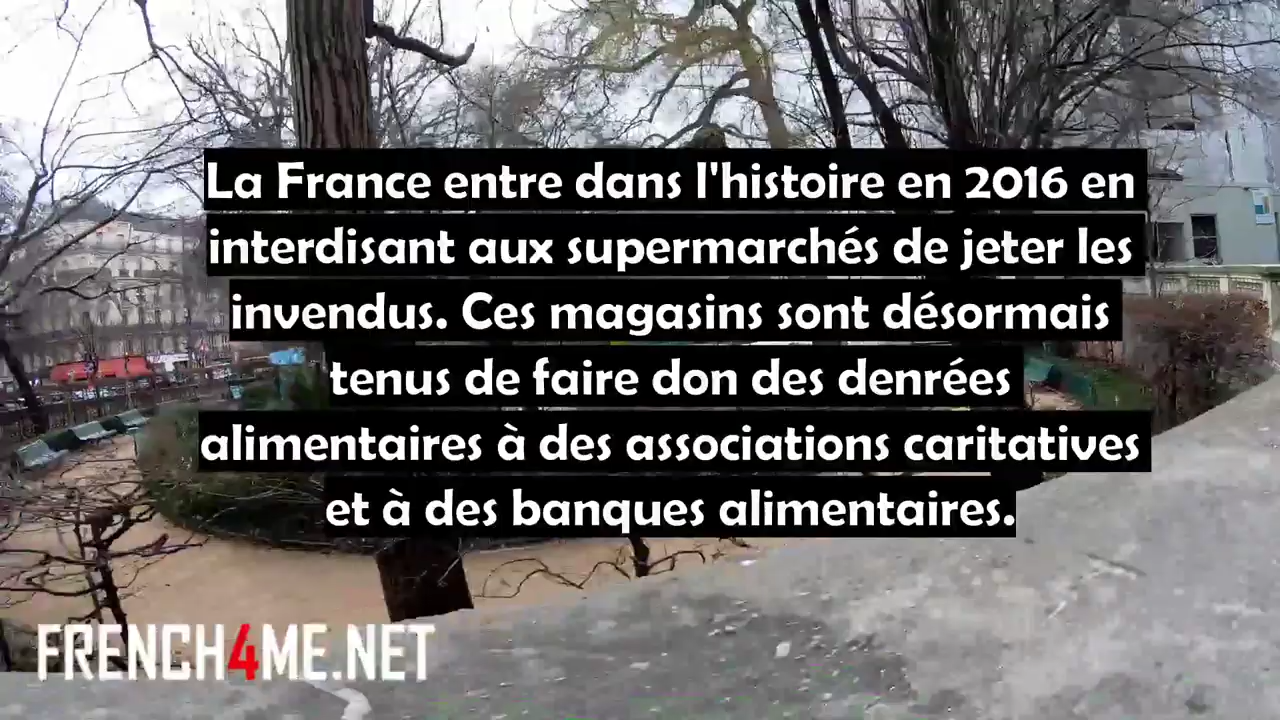 La France entre dans l'histoire en 2016 en
interdisant aux supermarchés de jeter les
invendus. Ces magasins sont désormais
tenus de faire don des denrées
alimentaires à des associations caritatives
et à des banques alimentaires.
FRENCH4ME.NET